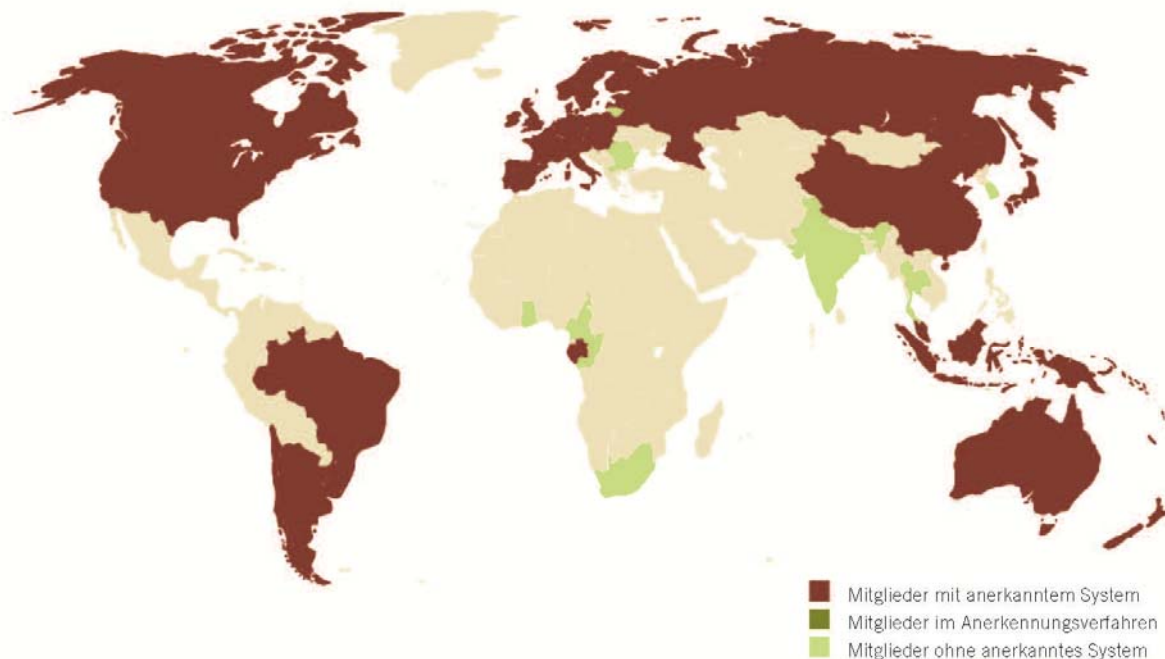 Mitglieder mit anerkanntem System
Mitglieder im Anerkennungsverfahren
Mitglieder ohne anerkanntes System